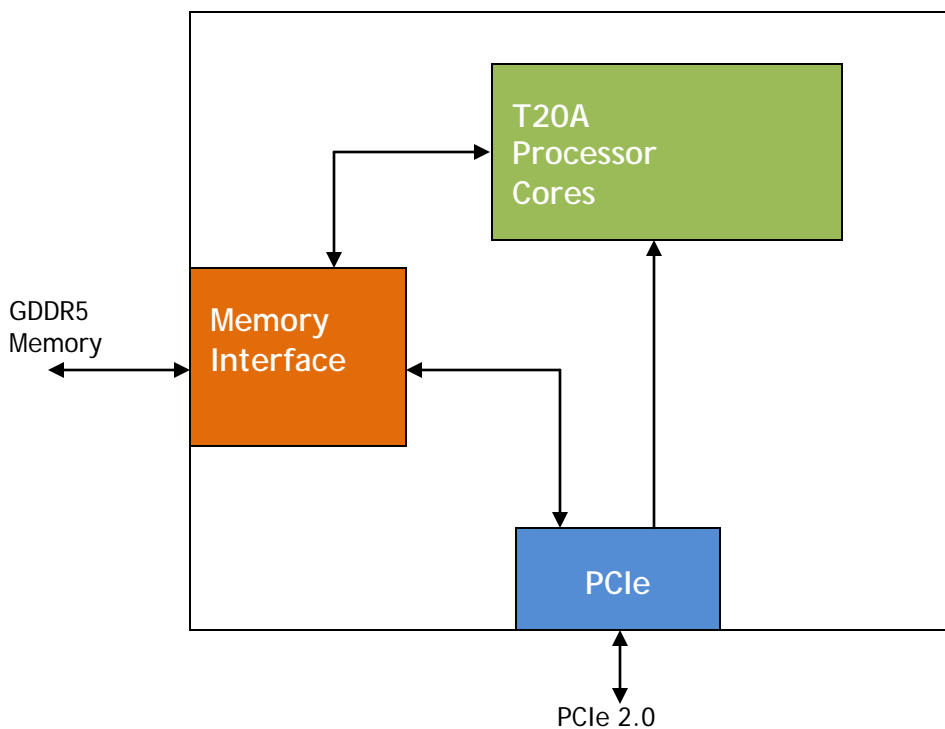 T20A
Processor
Cores
GDDR5
Memory
Memory
Interface
PCIe
PCIe 2.0